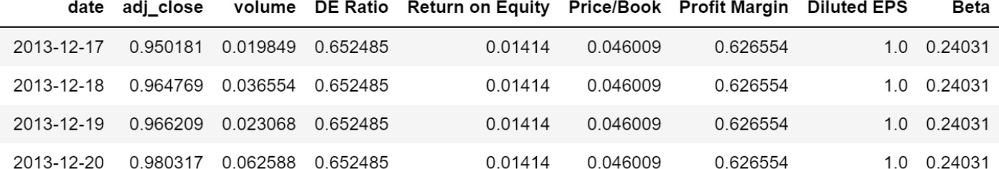 date adj_close volume DE Ratio Return on Equity Price/Book Profit Margin Diluted EPS Beta
2013-12-17 0.950181 0.019849 0.652485 0.01414 0.046009 0.626554 1.0 0.24031
2013-12-18 0.964769 0.036554 0.652485 0.01414 0.046009 0.626554 1.0 0.24031
2013-12-19 0.966209 0.023068 0.652485 0.01414 0.046009 0.626554 1.0 0.24031
2013-12-20 0.980317 0.062588 0.652485 0.01414 0.046009 0.626554 1.0 0.24031